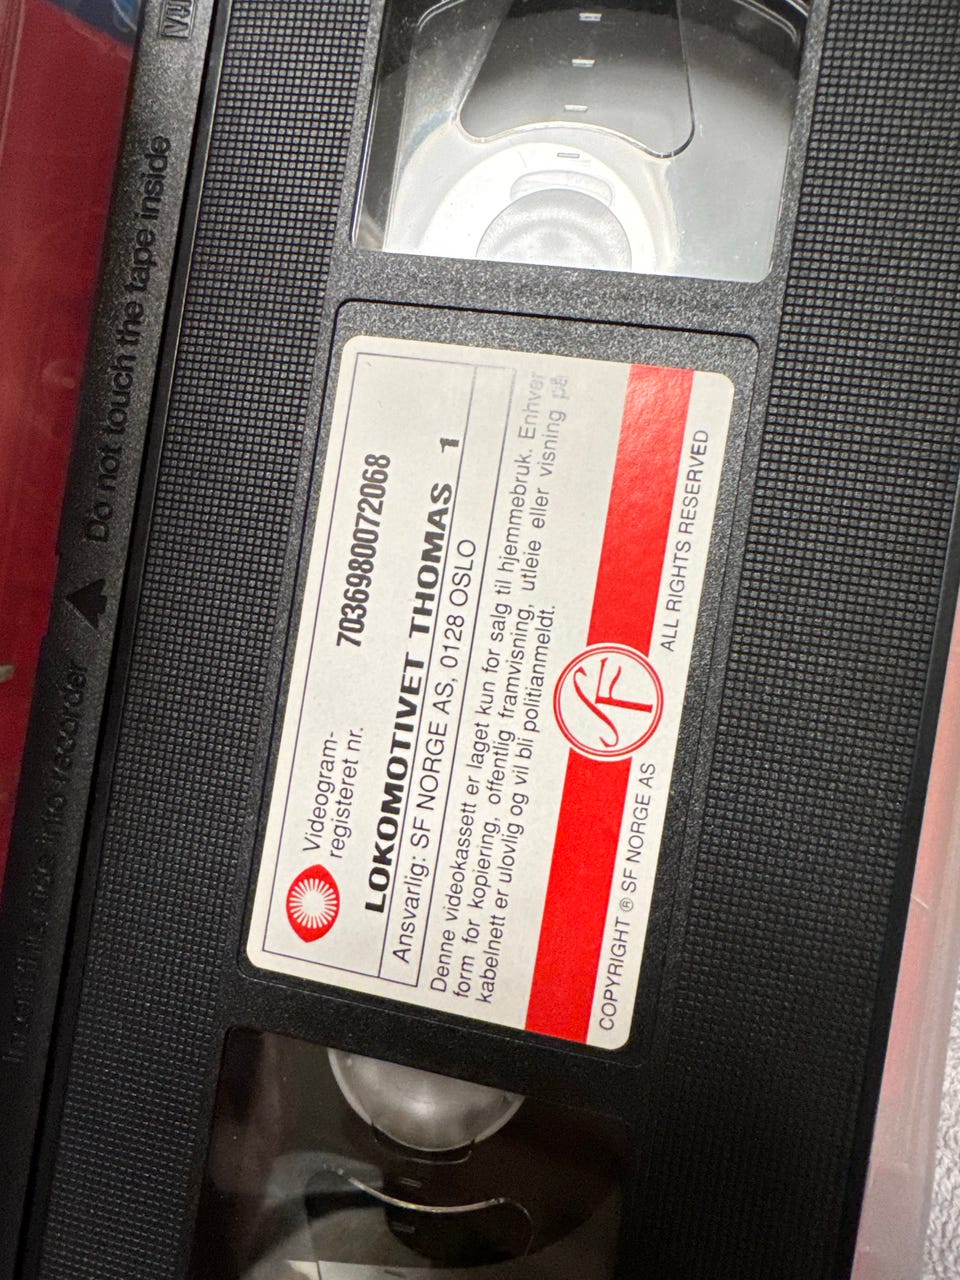 Videogram-
registeret nr.
7036980072068
LOKOMOTIVET THOMAS 1
Ansvarlig: SF NORGE AS, 0128 OSLO
Denne videokassett er laget kun for salg til hjemmebruk. Enhver
form for kopiering, offentlig framvisning, utleie eller visning på
kabelnett er ulovlig og vil bli politianmeldt.
SF
COPYRIGHT ® SF NORGE AS ALL RIGHTS RESERVED
Do not touch the tape inside